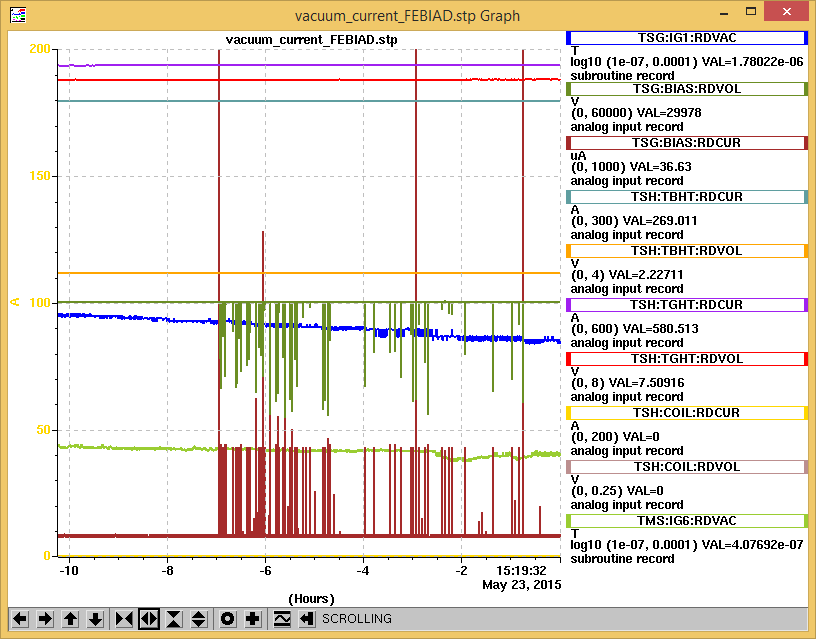 vacuum_current_FEBIAD.stp Graph
vacuum_current_FEBIAD.stp
200
150
100
50
0
A
-10
-8
-6
-4
-2
15:19:32
May 23, 2015
(Hours)
TSG:IG1:RDVAC
T
log10 (1e-07, 0.0001) VAL=1.78022e-06
subroutine record
TSG:BIAS:RDVOL
V
(0, 60000) VAL=29978
analog input record
TSG:BIAS:RDCUR
uA
(0, 1000) VAL=36.63
analog input record
TSH:TBHT:RDCUR
A
(0, 300) VAL=269.011
analog input record
TSH:TBHT:RDVOL
V
(0, 4) VAL=2.22711
analog input record
TSH:TGHT:RDCUR
A
(0, 600) VAL=580.513
analog input record
TSH:TGHT:RDVOL
V
(0, 8) VAL=7.50916
analog input record
TSH:COIL:RDCUR
A
(0, 200) VAL=0
analog input record
TSH:COIL:RDVOL
V
(0, 0.25) VAL=0
analog input record
TMS:IG6:RDVAC
T
log10 (1e-07, 0.0001) VAL=4.07692e-07
subroutine record
SCROLLING